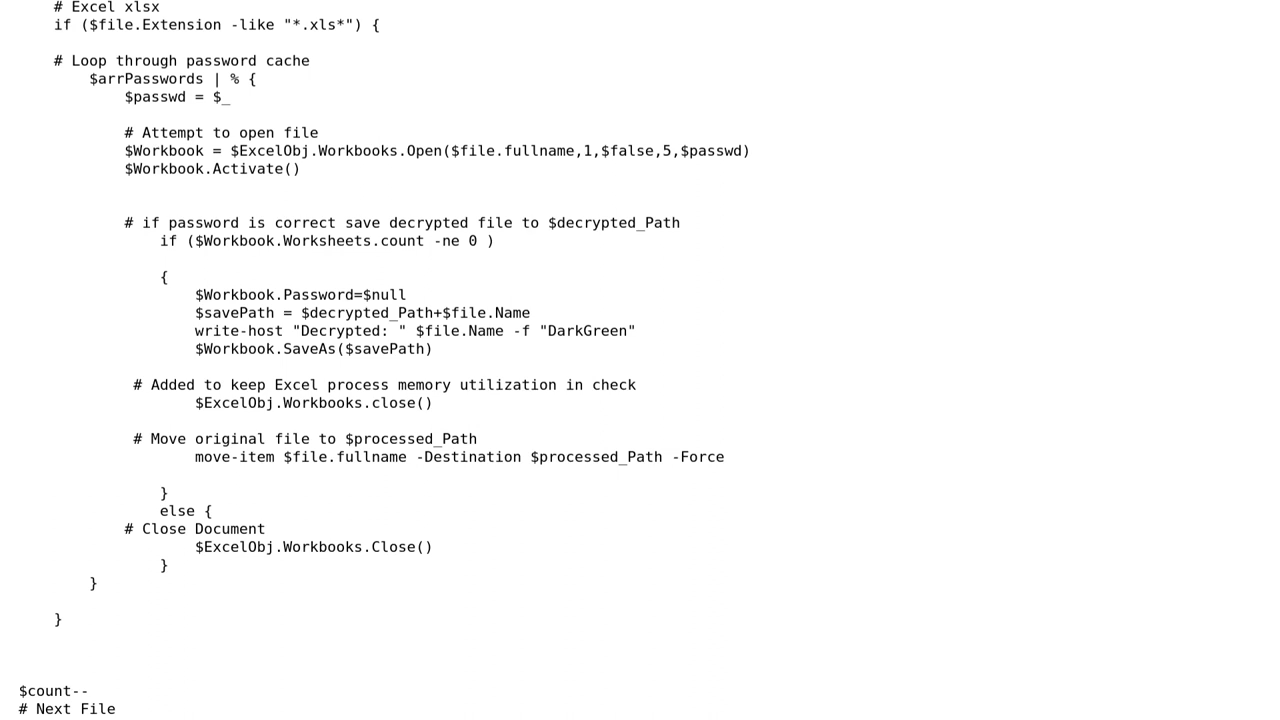 # Excel xlsx
if ($file.Extension -like "*.xls*") {
# Loop through password cache
$arrPasswords | % {
$passwd = $_
# Attempt to open file
$Workbook = $ExcelObj.Workbooks.Open($file.fullname,1,$false,5,$passwd)
$Workbook.Activate()
# if password is correct save decrypted file to $decrypted_Path
if ($Workbook.Worksheets.count -ne 0 )
{
$Workbook.Password=$null
$savePath = $decrypted_Path+$file.Name
write-host "Decrypted: " $file.Name -f "DarkGreen"
$Workbook.SaveAs($savePath)
# Added to keep Excel process memory utilization in check
$ExcelObj.Workbooks.close()
# Move original file to $processed_Path
move-item $file.fullname -Destination $processed_Path -Force
}
else {
# Close Document
$ExcelObj.Workbooks.Close()
}
}
}
$count--
# Next File